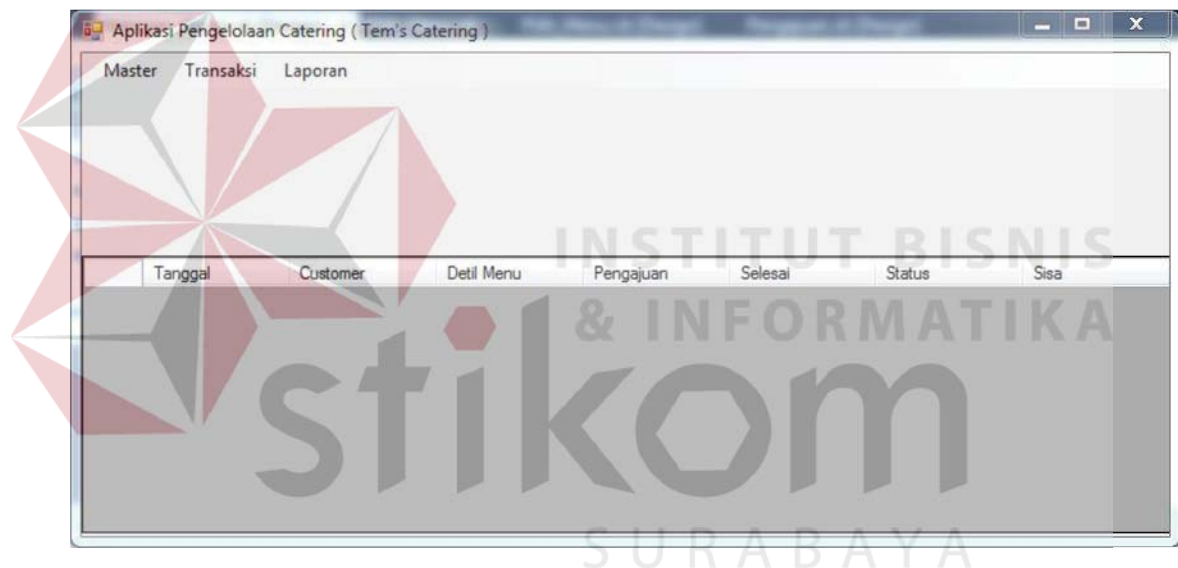 Aplikasi Pengelolaan Catering ( Tem's Catering )
Master Transaksi Laporan
INSTITUT BISNIS
Tanggal Customer Detil Menu Pengajuan Selesai Status Sisa
& INFORMATIKA
stikom
SURABAYA